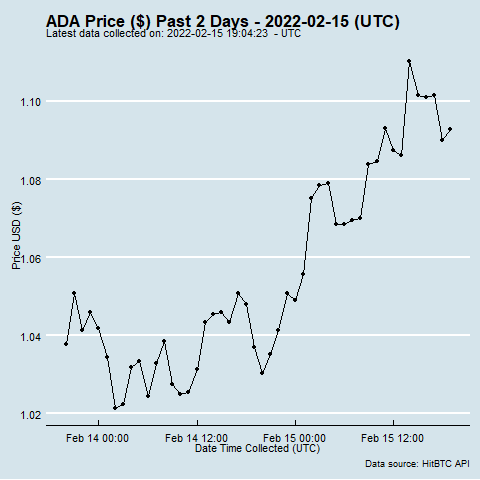 ADA Price ($) Past 2 Days - 2022-02-15 (UTC)
Latest data collected on: 2022-02-15 19:04:23 - UTC
1.10
1.08
1.06
1.04
1.02
Price USD ($)
Feb 14 00:00
Feb 14 12:00
Feb 15 00:00
Feb 15 12:00
Date Time Collected (UTC)
Data source: HitBTC API